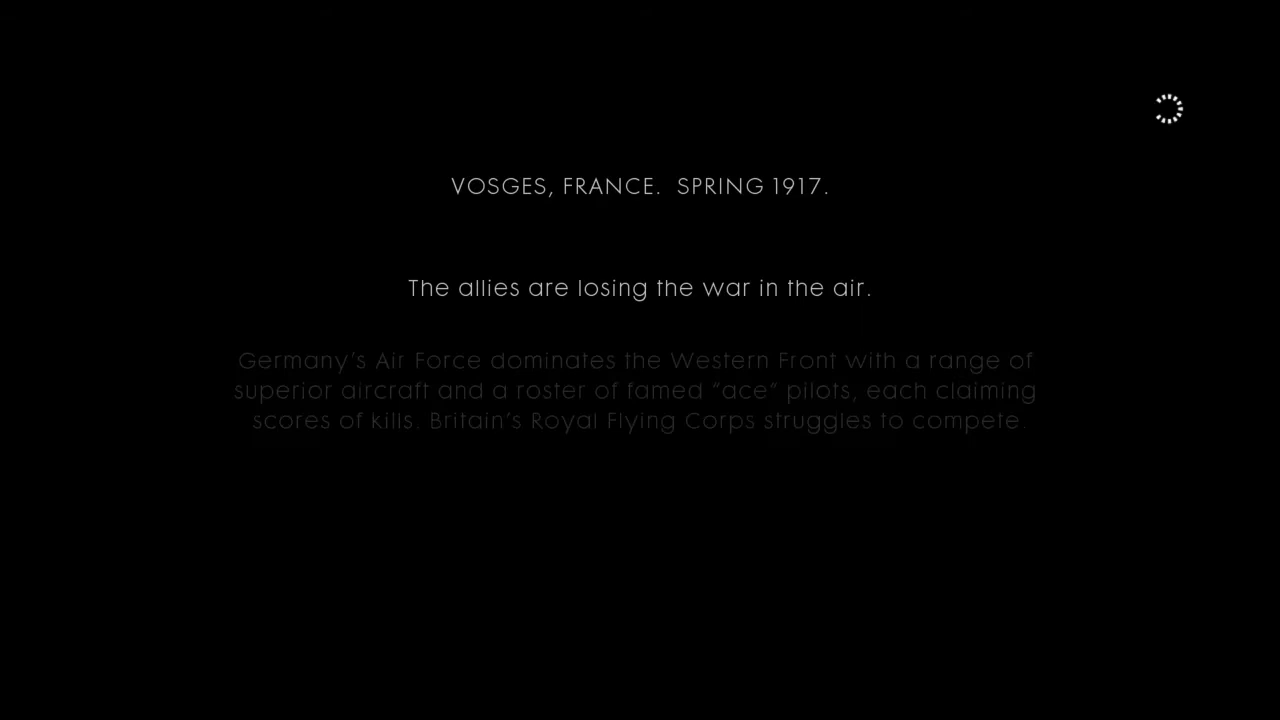 VOSGES, FRANCE. SPRING 1917.
The allies are losing the war in the air.
Germany's Air Force dominates the Western Front with a range of
superior aircraft and a roster of famed "ace" pilots, each claiming
scores of kills. Britain's Royal Flying Corps struggles to compete.